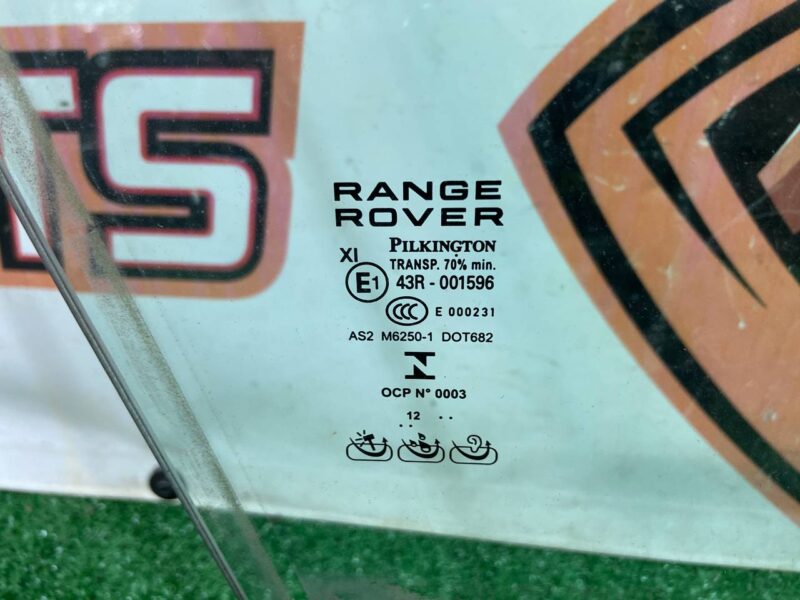 TS
RANGE
ROVER
PILKINGTON
XI
TRANSP. 70% min.
E1 43R - 001596
CCC E 000231
AS2 M6250-1 DOT682
OCP N° 0003
12